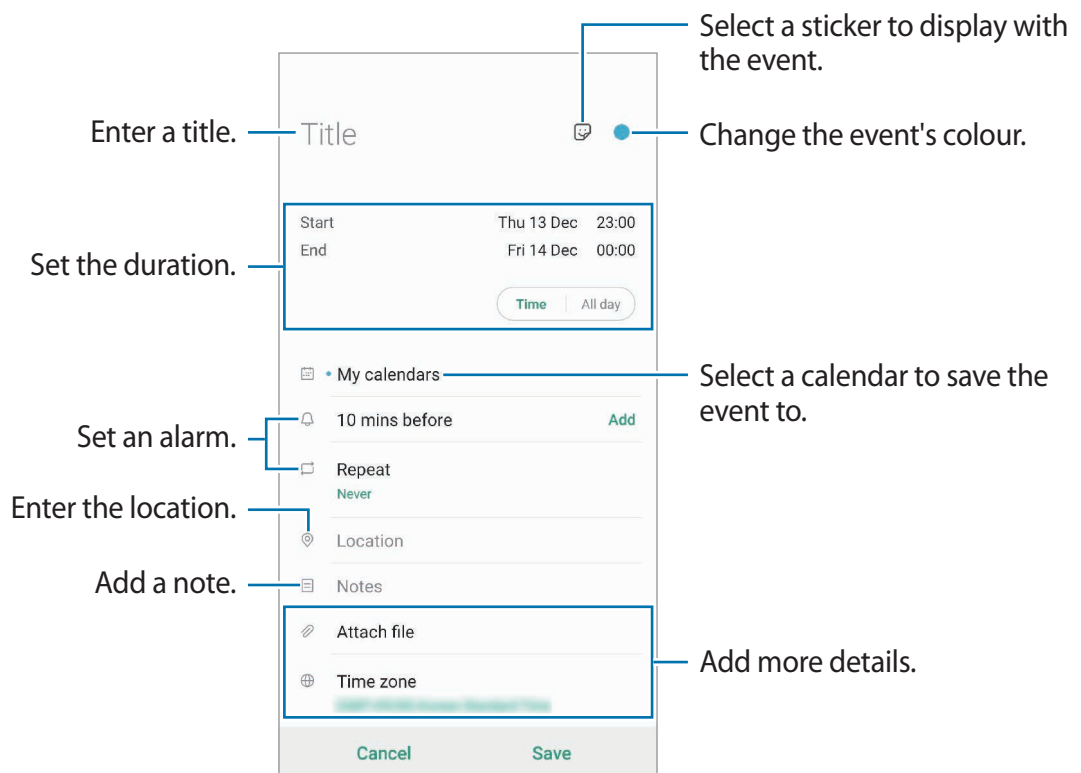 Select a sticker to display with
the event.
Enter a title.
Title
Change the event's colour.
Start Thu 13 Dec 23:00
End Fri 14 Dec 00:00
Set the duration.
Time All day
My calendars
Select a calendar to save the
event to.
10 mins before Add
Set an alarm.
Repeat
Never
Enter the location.
Location
Add a note.
Notes
Attach file
Add more details.
Time zone
Cancel Save